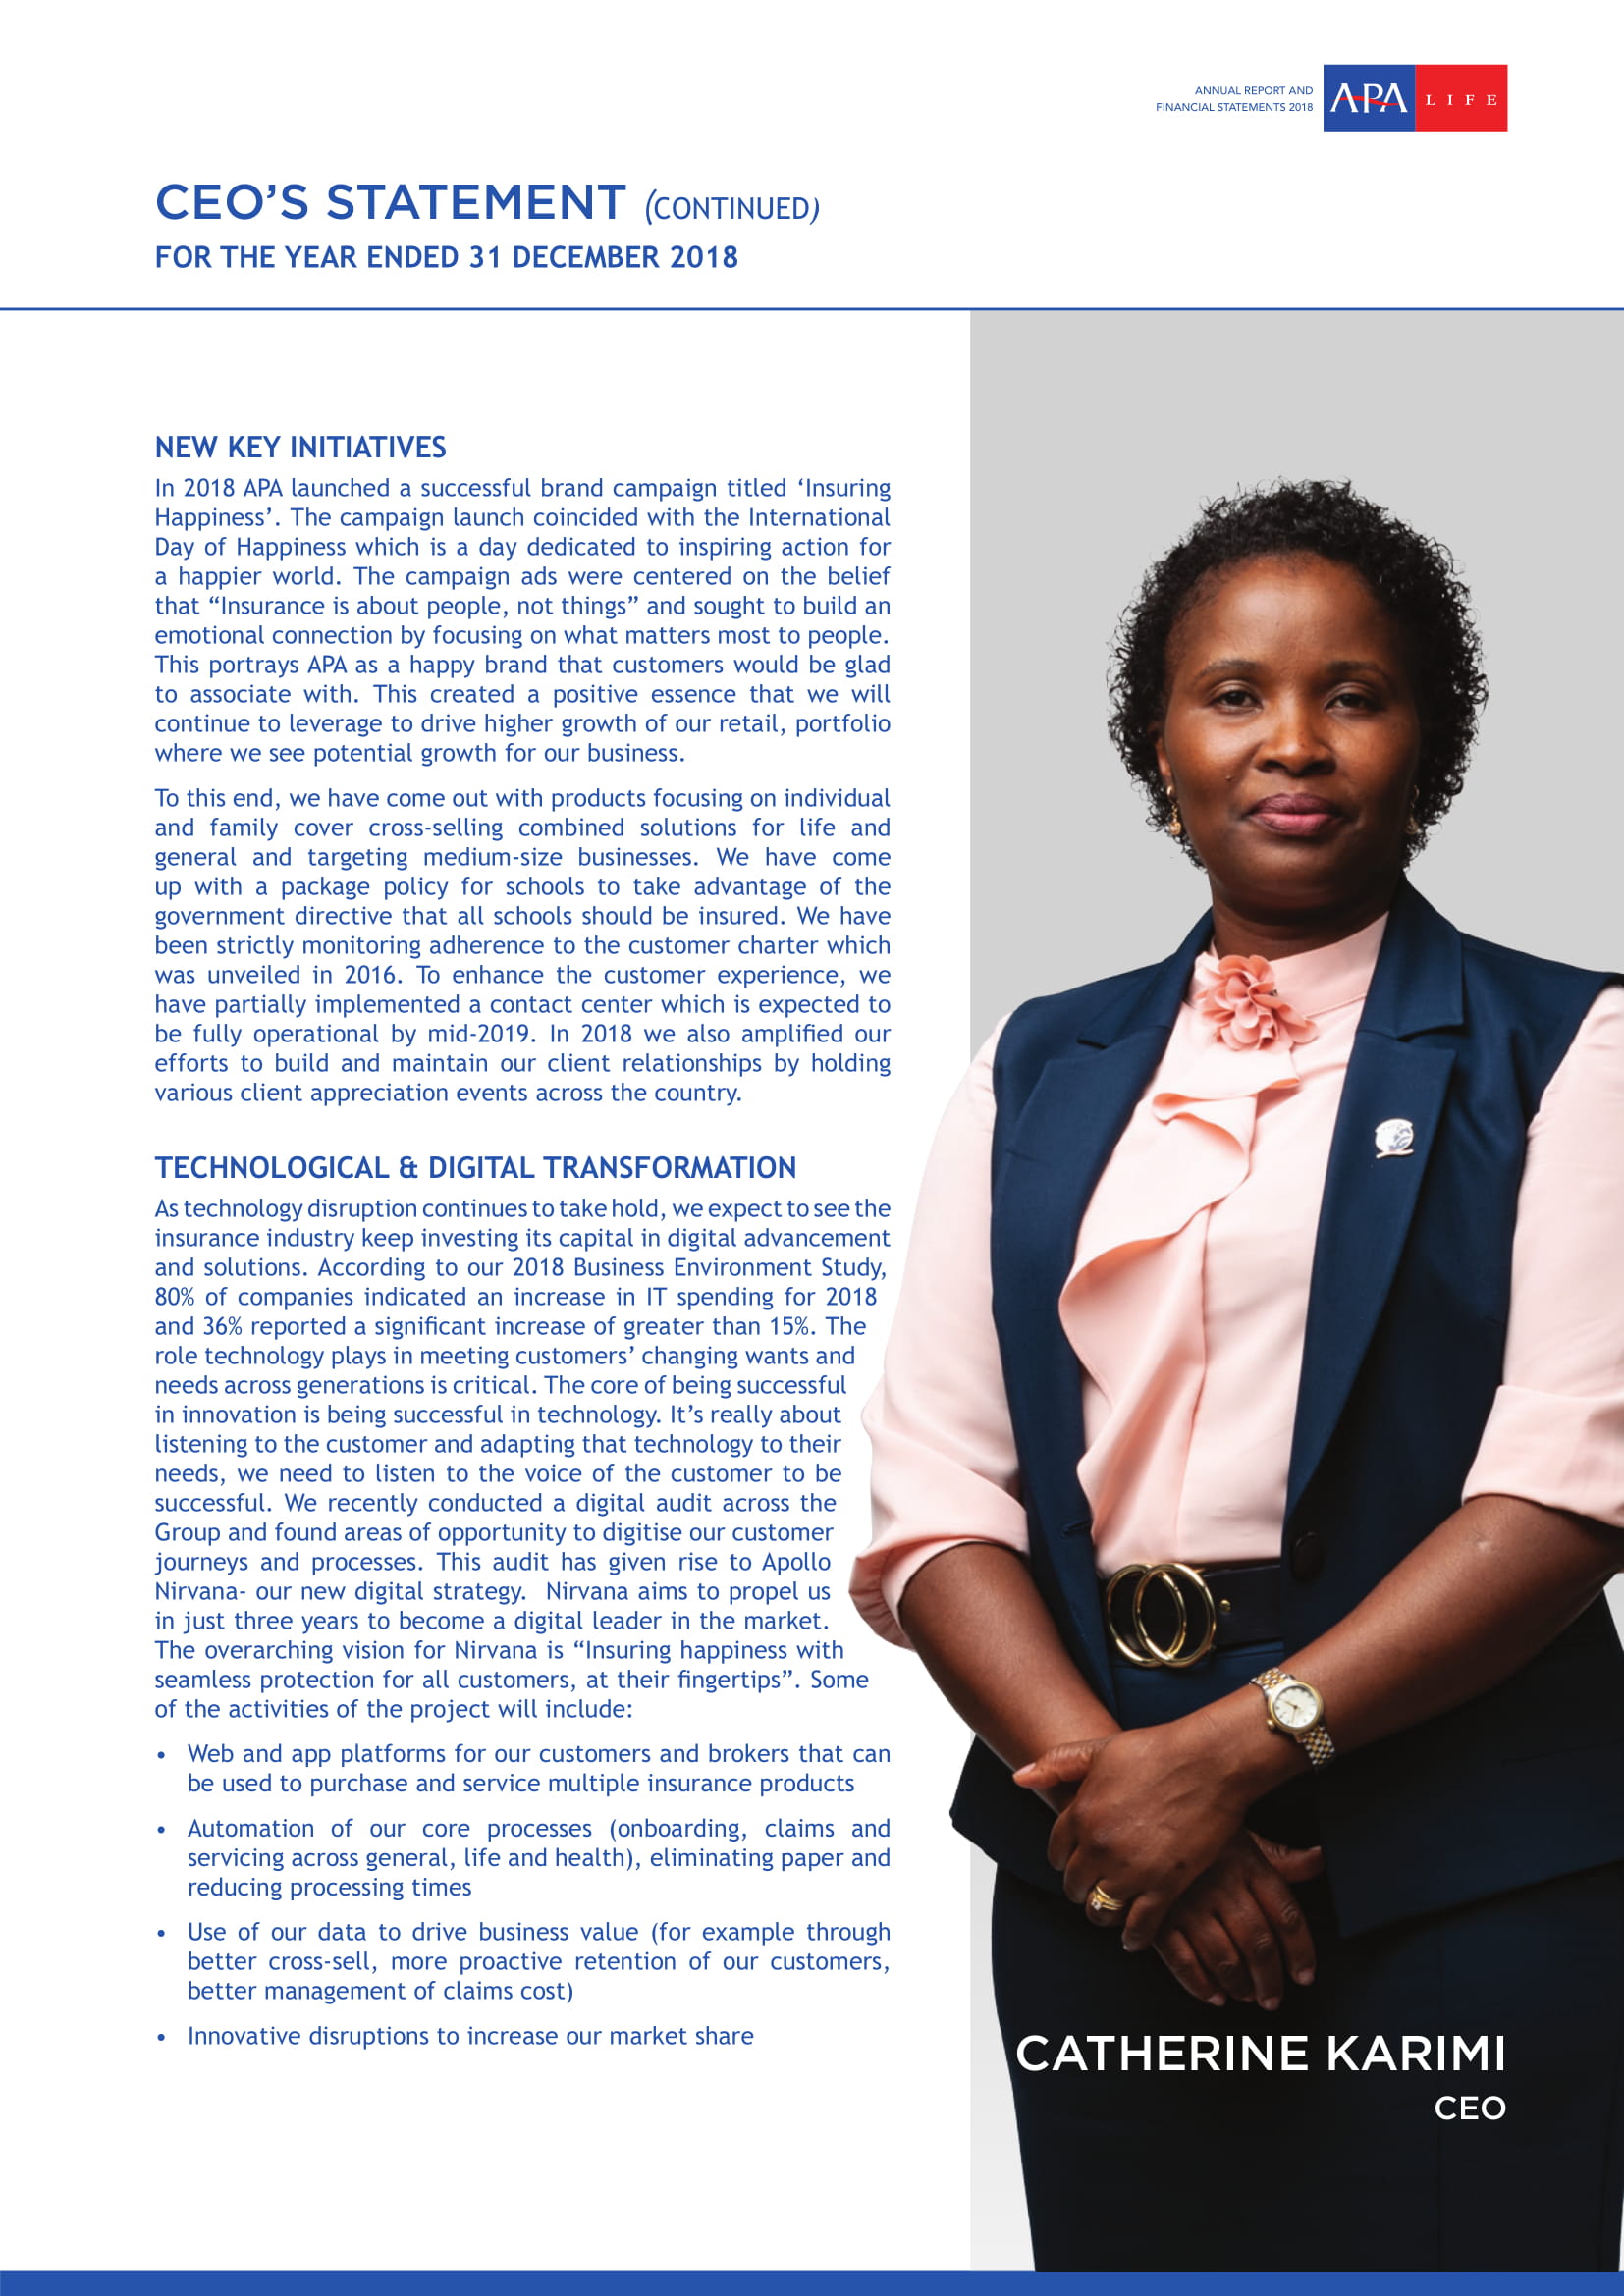 ANNUAL REPORT AND
FINANCIAL STATEMENTS 2018
APA LIFE
CEO’S STATEMENT (CONTINUED)
FOR THE YEAR ENDED 31 DECEMBER 2018
NEW KEY INITIATIVES
In 2018 APA launched a successful brand campaign titled ‘Insuring
Happiness’. The campaign launch coincided with the International
Day of Happiness which is a day dedicated to inspiring action for
a happier world. The campaign ads were centered on the belief
that “Insurance is about people, not things” and sought to build an
emotional connection by focusing on what matters most to people.
This portrays APA as a happy brand that customers would be glad
to associate with. This created a positive essence that we will
continue to leverage to drive higher growth of our retail, portfolio
where we see potential growth for our business.
To this end, we have come out with products focusing on individual
and family cover cross-selling combined solutions for life and
general and targeting medium-size businesses. We have come
up with a package policy for schools to take advantage of the
government directive that all schools should be insured. We have
been strictly monitoring adherence to the customer charter which
was unveiled in 2016. To enhance the customer experience, we
have partially implemented a contact center which is expected to
be fully operational by mid-2019. In 2018 we also amplified our
efforts to build and maintain our client relationships by holding
various client appreciation events across the country.
TECHNOLOGICAL & DIGITAL TRANSFORMATION
As technology disruption continues to take hold, we expect to see the
insurance industry keep investing its capital in digital advancement
and solutions. According to our 2018 Business Environment Study,
80% of companies indicated an increase in IT spending for 2018
and 36% reported a significant increase of greater than 15%. The
role technology plays in meeting customers’ changing wants and
needs across generations is critical. The core of being successful
in innovation is being successful in technology. It’s really about
listening to the customer and adapting that technology to their
needs, we need to listen to the voice of the customer to be
successful. We recently conducted a digital audit across the
Group and found areas of opportunity to digitise our customer
journeys and processes. This audit has given rise to Apollo
Nirvana- our new digital strategy. Nirvana aims to propel us
in just three years to become a digital leader in the market.
The overarching vision for Nirvana is “Insuring happiness with
seamless protection for all customers, at their fingertips”. Some
of the activities of the project will include:
• Web and app platforms for our customers and brokers that can
be used to purchase and service multiple insurance products
• Automation of our core processes (onboarding, claims and
servicing across general, life and health), eliminating paper and
reducing processing times
• Use of our data to drive business value (for example through
better cross-sell, more proactive retention of our customers,
better management of claims cost)
• Innovative disruptions to increase our market share
CATHERINE KARIMI
CEO